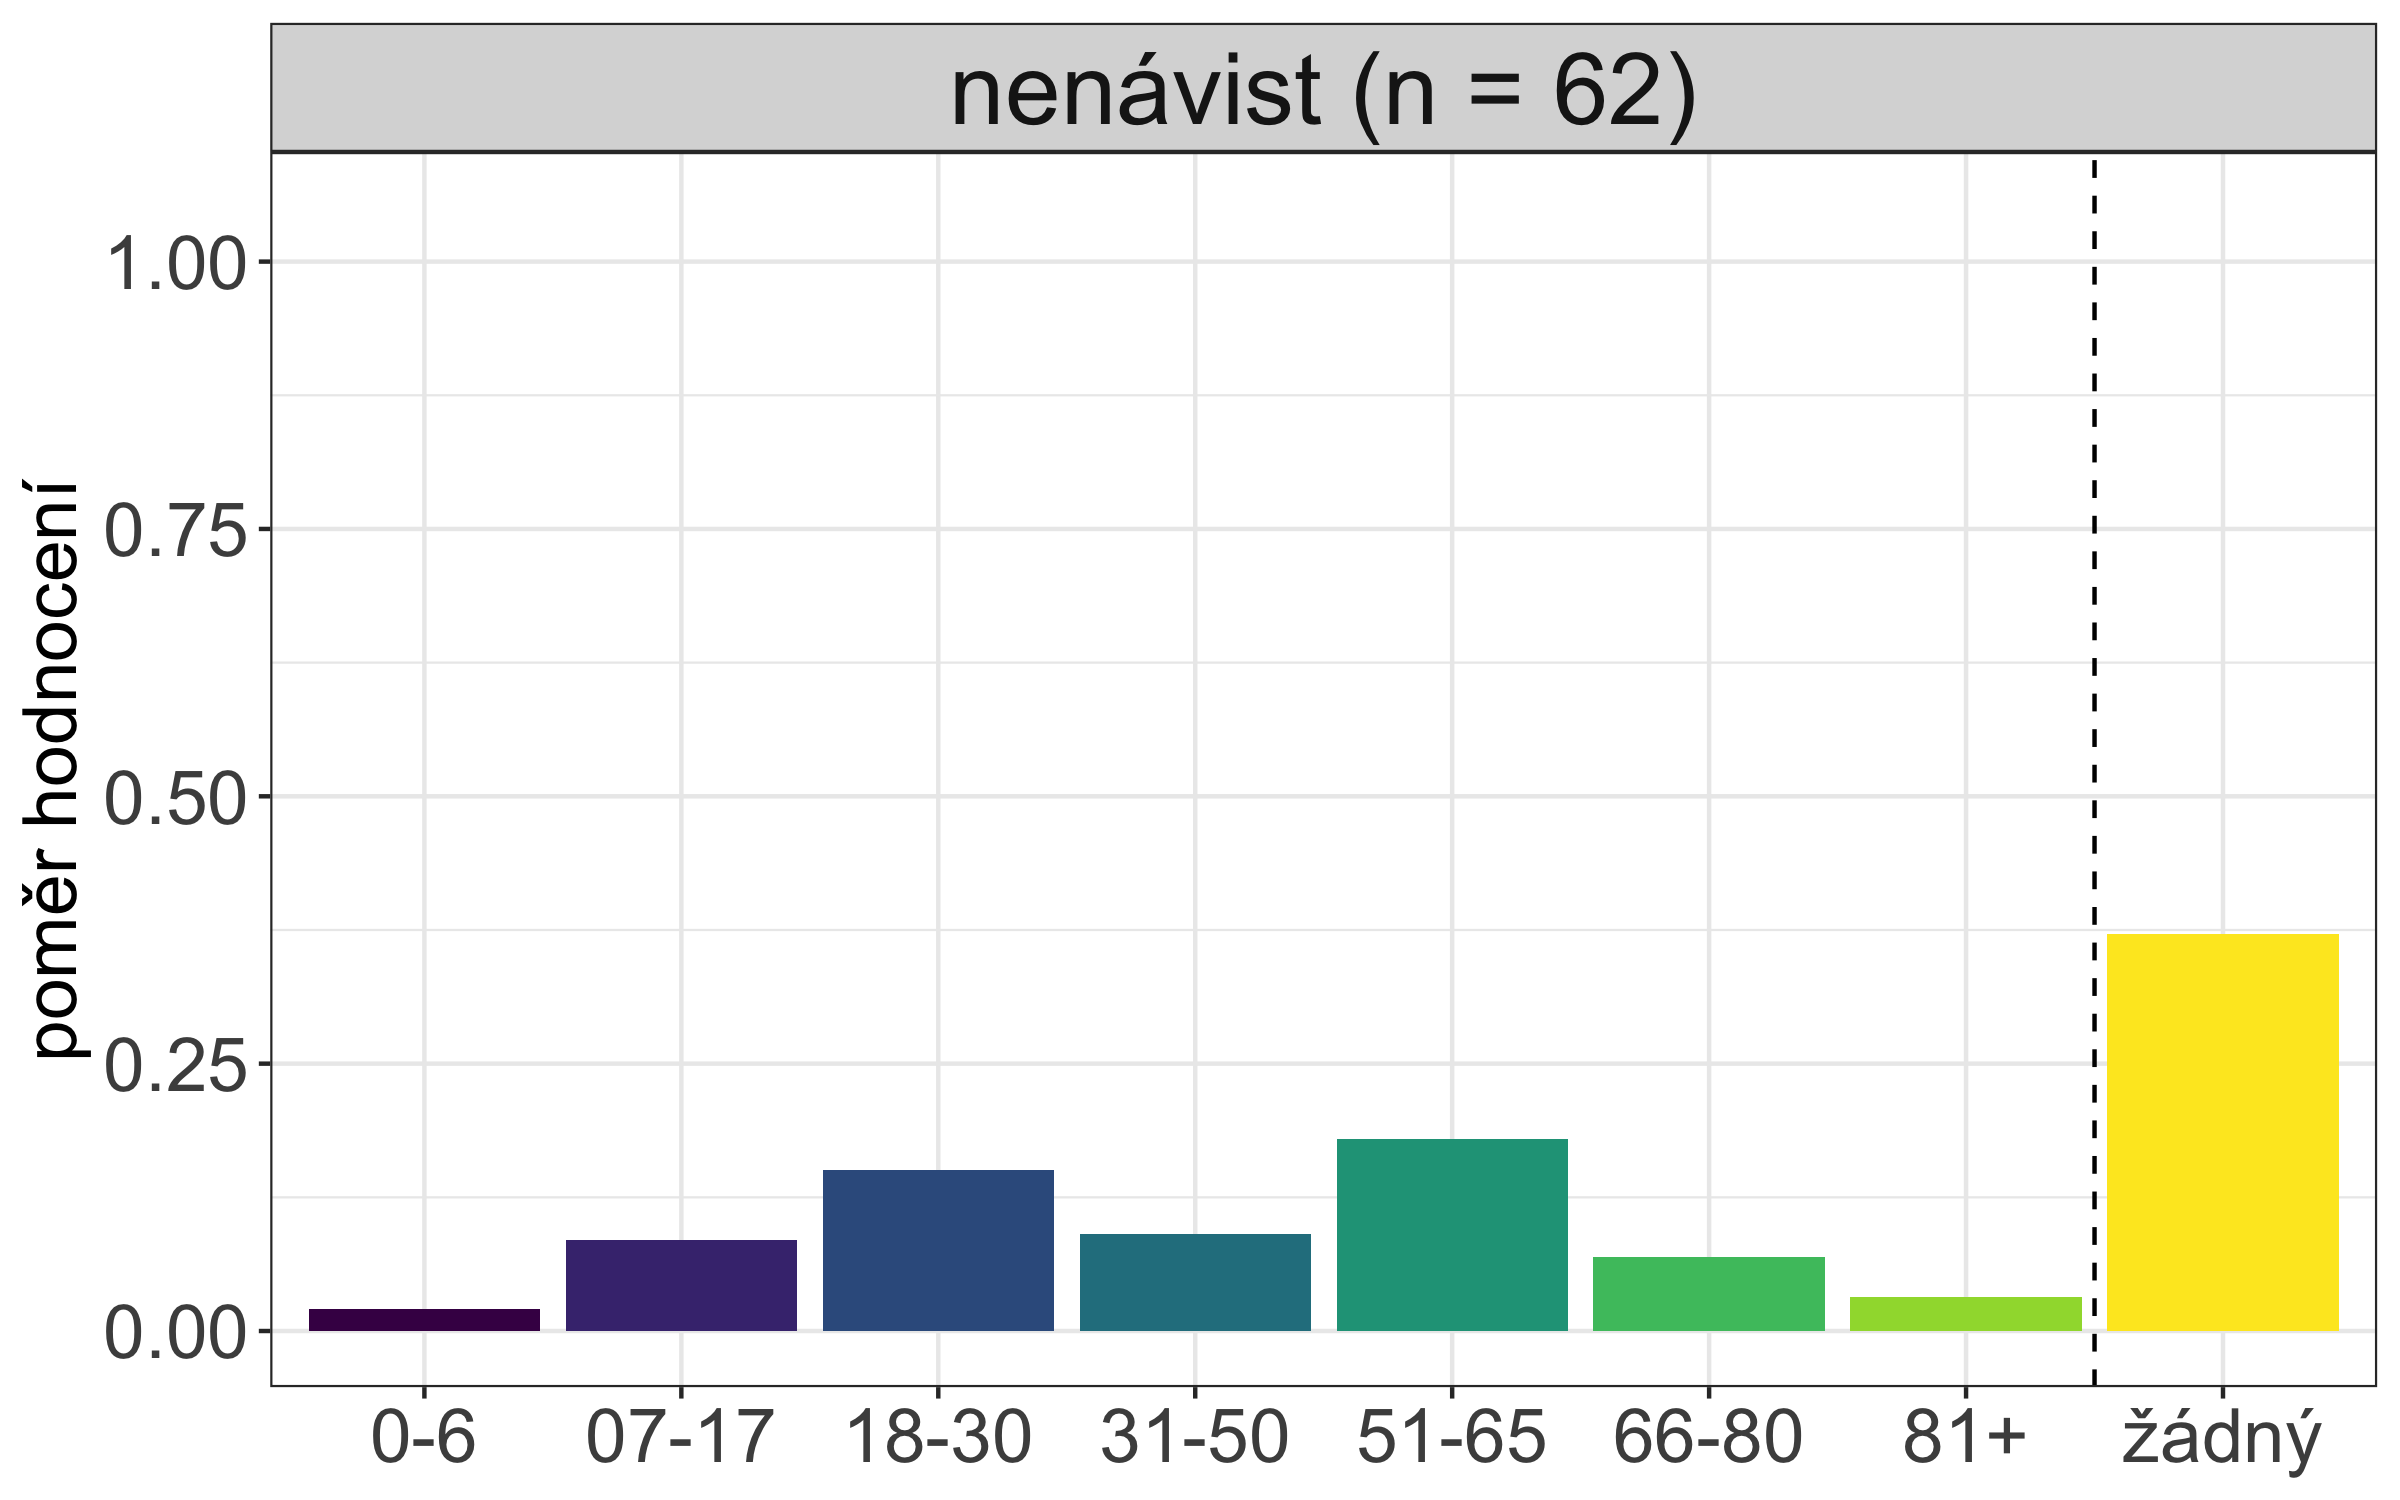 nenávist (n = 62)
poměr hodnocení
1.00
0.75
0.50
0.25
0.00
0-6 07-17 18-30 31-50 51-65 66-80 81+ žádný